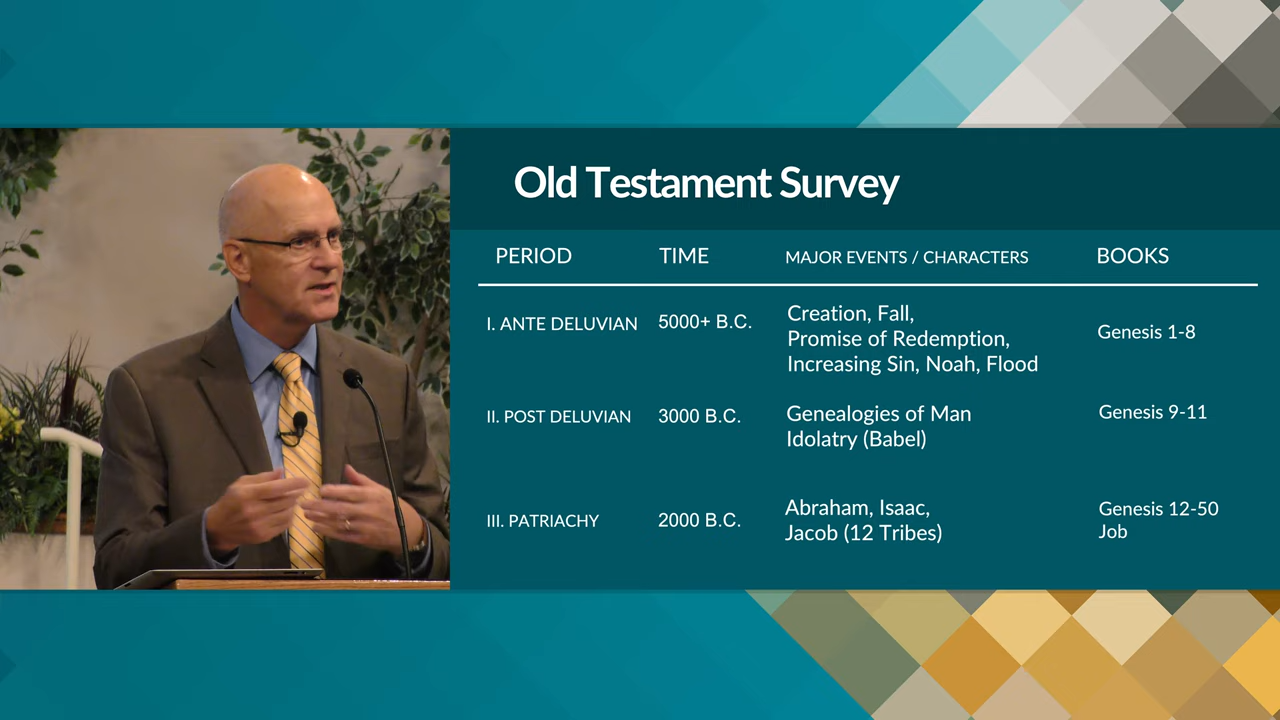 Old Testament Survey
PERIOD TIME MAJOR EVENTS / CHARACTERS BOOKS
I. ANTE DELUVIAN 5000+ B.C. Creation, Fall,
Promise of Redemption,
Increasing Sin, Noah, Flood
Genesis 1-8
II. POST DELUVIAN 3000 B.C. Genealogies of Man
Idolatry (Babel)
Genesis 9-11
III. PATRIACHY 2000 B.C. Abraham, Isaac,
Jacob (12 Tribes)
Genesis 12-50
Job